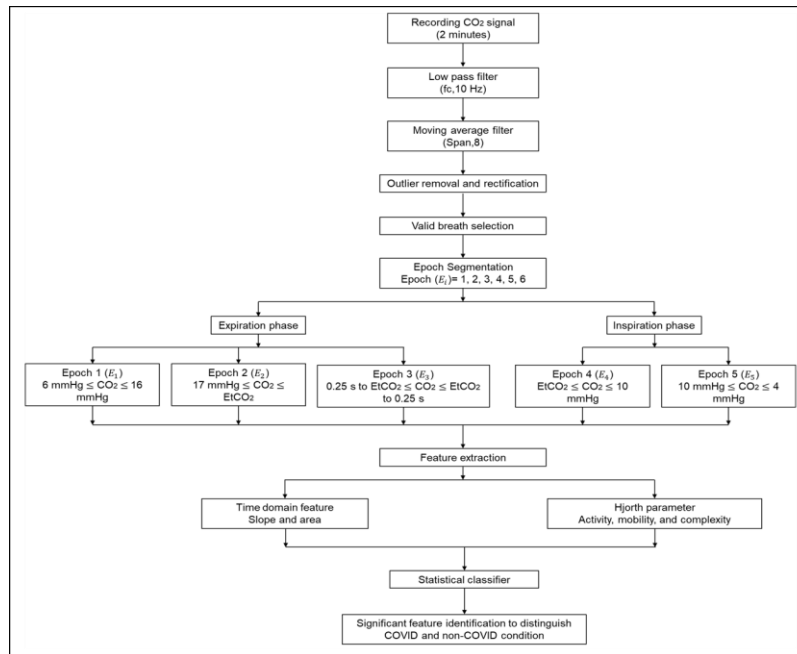 Recording CO₂ signal
(2 minutes)
Low pass filter
(fc,10 Hz)
Moving average filter
(Span,8)
Outlier removal and rectification
Valid breath selection
Epoch Segmentation
Epoch (Eᵢ)= 1, 2, 3, 4, 5, 6
Expiration phase
Inspiration phase
Epoch 1 (E₁)
6 mmHg ≤ CO₂ ≤ 16
mmHg
Epoch 2 (E₂)
17 mmHg ≤ CO₂ ≤
EtCO₂
Epoch 3 (E₃)
0.25 s to EtCO₂ ≤ CO₂ ≤ EtCO₂
to 0.25 s
Epoch 4 (E₄)
EtCO₂ ≤ CO₂ ≤ 10
mmHg
Epoch 5 (E₅)
10 mmHg ≤ CO₂ ≤ 4
mmHg
Feature extraction
Time domain feature
Slope and area
Hjorth parameter
Activity, mobility, and complexity
Statistical classifier
Significant feature identification to distinguish
COVID and non-COVID condition